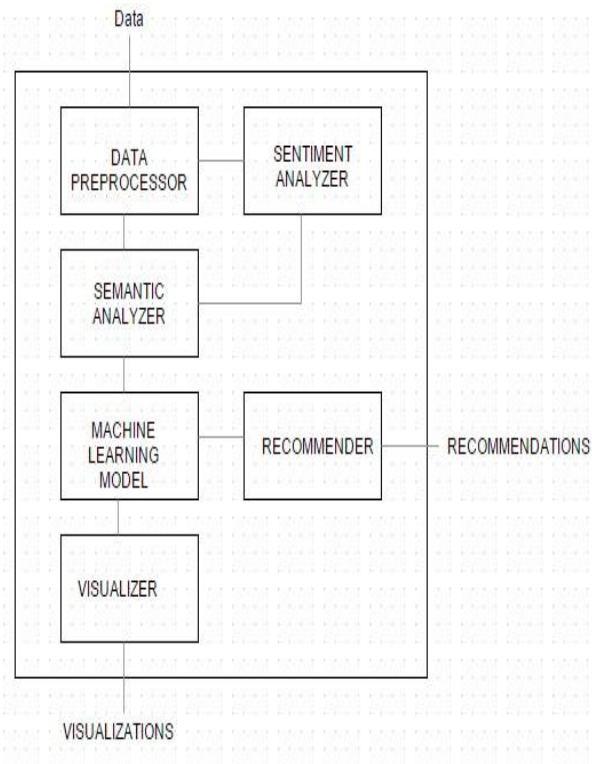 Data
DATA
PREPROCESSOR
SENTIMENT
ANALYZER
SEMANTIC
ANALYZER
MACHINE
LEARNING
MODEL
RECOMMENDER
RECOMMENDATIONS
VISUALIZER
VISUALIZATIONS